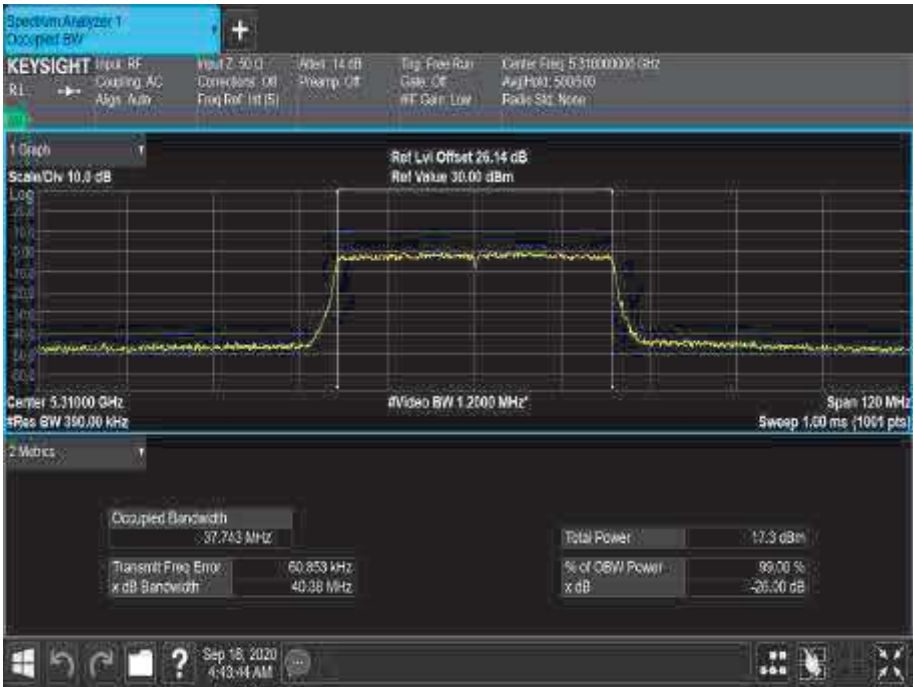 Spectrum Analyzer 1
Occupied BW
+
KEYSIGHT Input: RF Input Z: 50 Ω Atten: 14 dB Trig: Free Run Center Freq: 5.310000000 GHz
R L Coupling: AC Corrections: Off Preamp: Off Gate: Off Avg|Hold: 500/500
Align: Auto Freq Ref: Int (S) #IF Gain: Low Radio Std: None
1 Graph
Ref Lvl Offset 26.14 dB
Scale/Div 10.0 dB Ref Value 30.00 dBm
Log
Center 5.31000 GHz #Video BW 1.2000 MHz* Span 120 MHz
#Res BW 390.00 kHz Sweep 1.00 ms (1001 pts)
2 Metrics
Occupied Bandwidth
37.743 MHz Total Power 17.3 dBm
Transmit Freq Error 60.853 kHz % of OBW Power 99.00 %
x dB Bandwidth 40.38 MHz x dB -26.00 dB
? Sep 18, 2020
4:43:44 AM